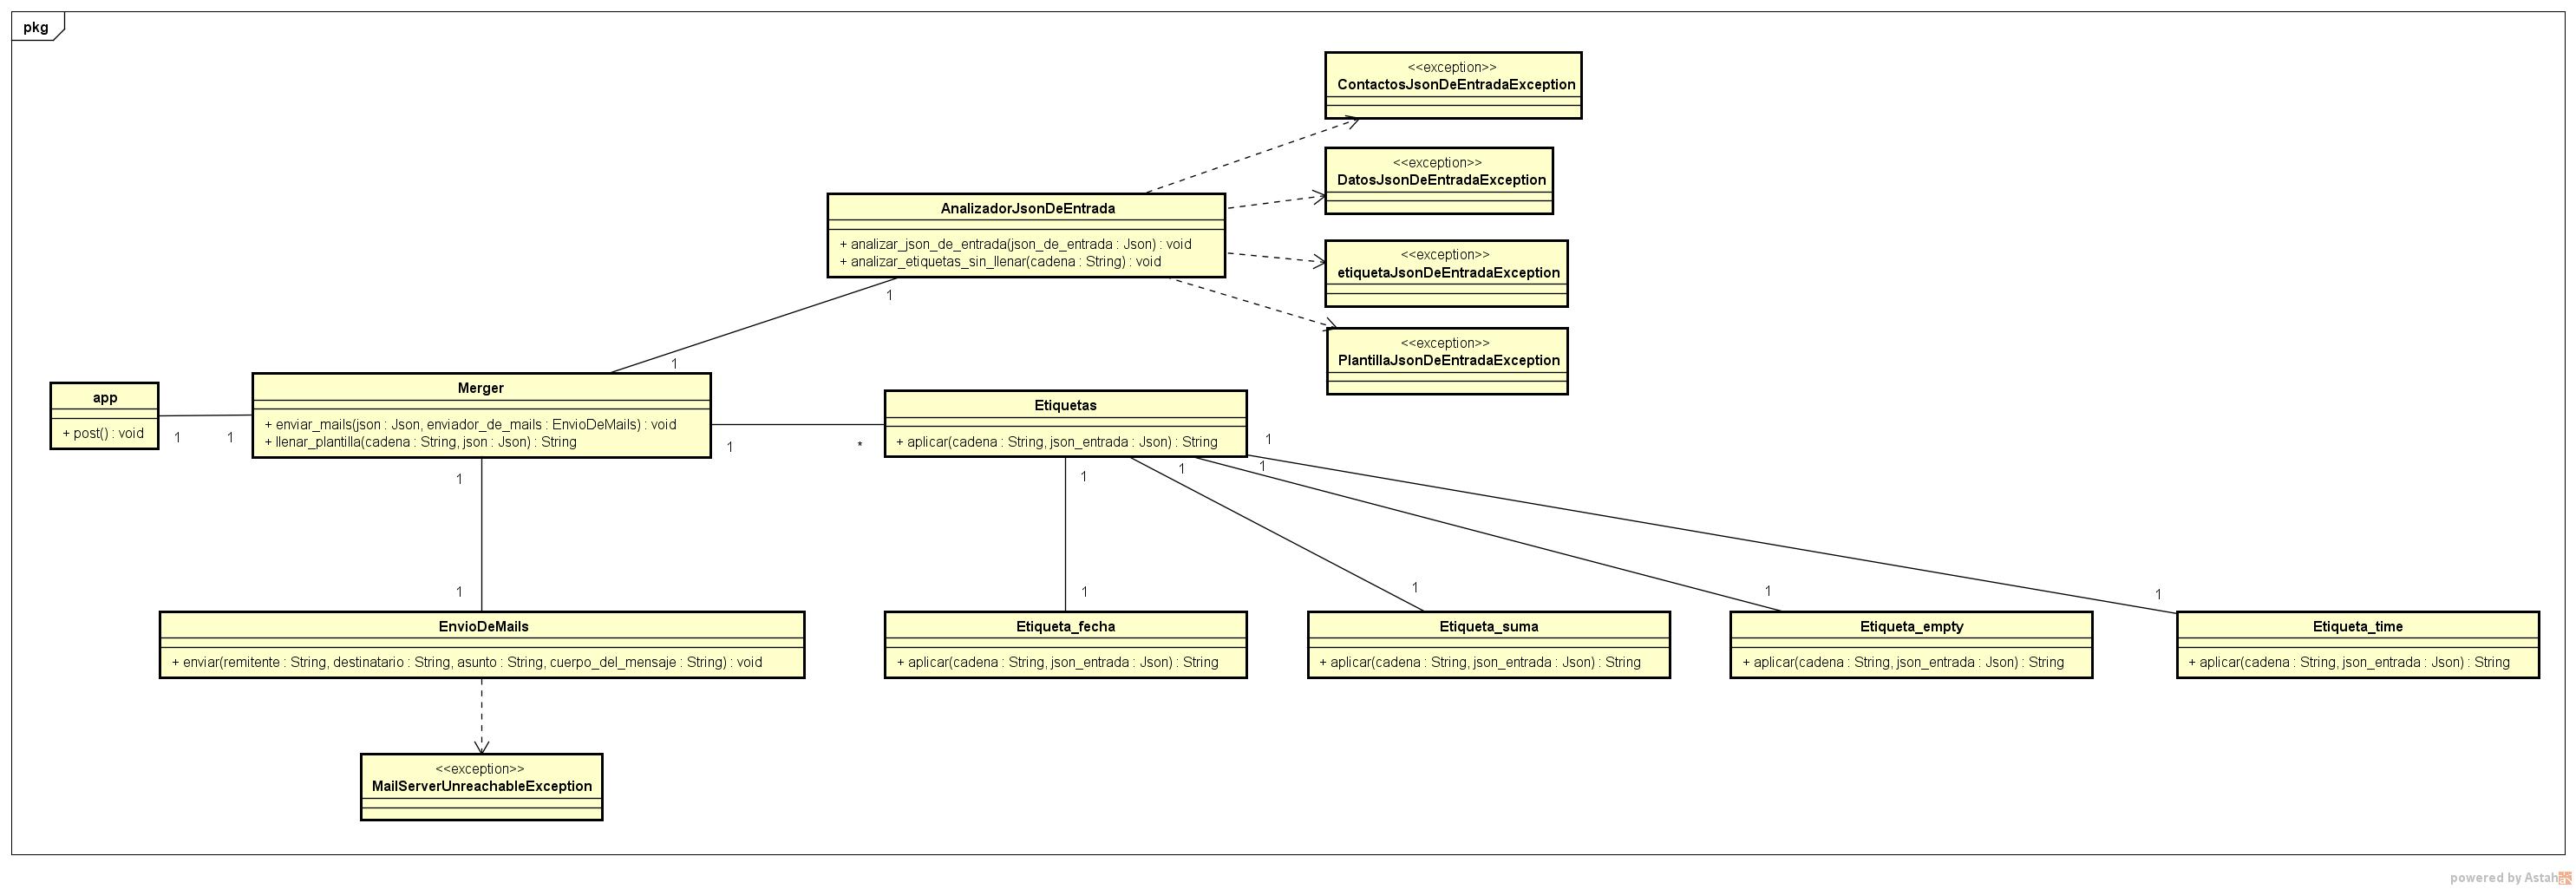 pkg
<<exception>>
ContactosJsonDeEntradaException
<<exception>>
DatosJsonDeEntradaException
AnalizadorJsonDeEntrada
+ analizar_json_de_entrada(json_de_entrada : Json) : void
+ analizar_etiquetas_sin_llenar(cadena : String) : void
<<exception>>
etiquetaJsonDeEntradaException
1
<<exception>>
PlantillaJsonDeEntradaException
1
app
+ post() : void
1
1
Merger
+ enviar_mails(json : Json, enviador_de_mails : EnvioDeMails) : void
+ llenar_plantilla(cadena : String, json : Json) : String
1
*
Etiquetas
+ aplicar(cadena : String, json_entrada : Json) : String
1
1
1
1
1
1
1
1
1
1
EnvioDeMails
+ enviar(remitente : String, destinatario : String, asunto : String, cuerpo_del_mensaje : String) : void
Etiqueta_fecha
+ aplicar(cadena : String, json_entrada : Json) : String
Etiqueta_suma
+ aplicar(cadena : String, json_entrada : Json) : String
Etiqueta_empty
+ aplicar(cadena : String, json_entrada : Json) : String
Etiqueta_time
+ aplicar(cadena : String, json_entrada : Json) : String
<<exception>>
MailServerUnreachableException
powered by Astah